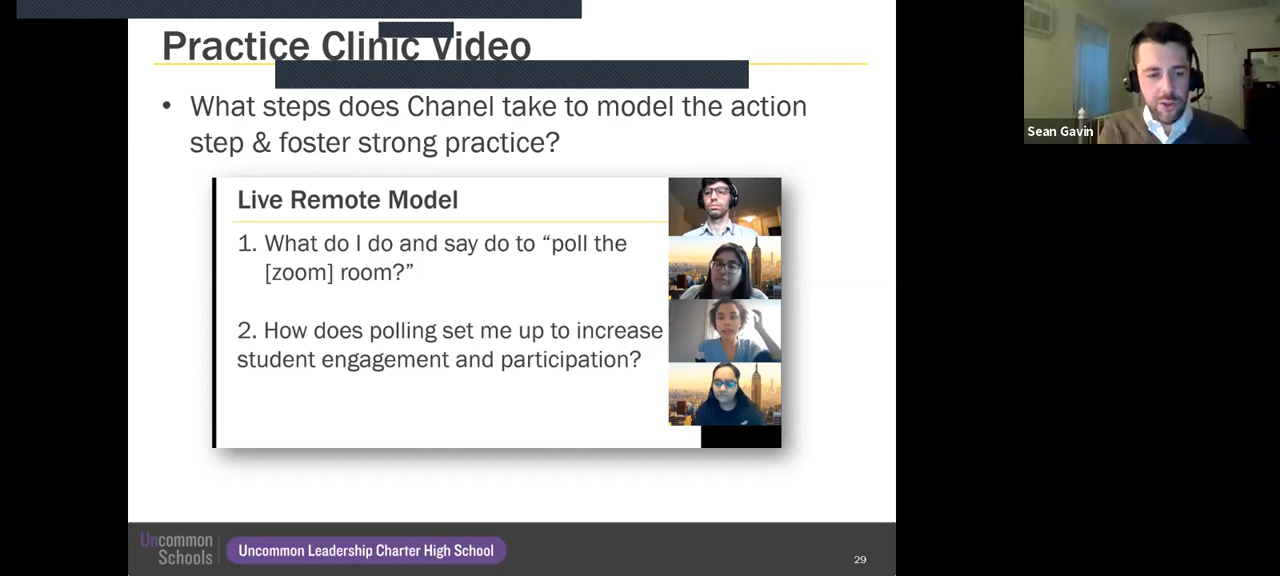 Practice Clinic Video
• What steps does Chanel take to model the action
step & foster strong practice?
Live Remote Model
1. What do I do and say do to “poll the
[zoom] room?”
2. How does polling set me up to increase
student engagement and participation?
Sean Gavin
Uncommon
Schools
Uncommon Leadership Charter High School
29